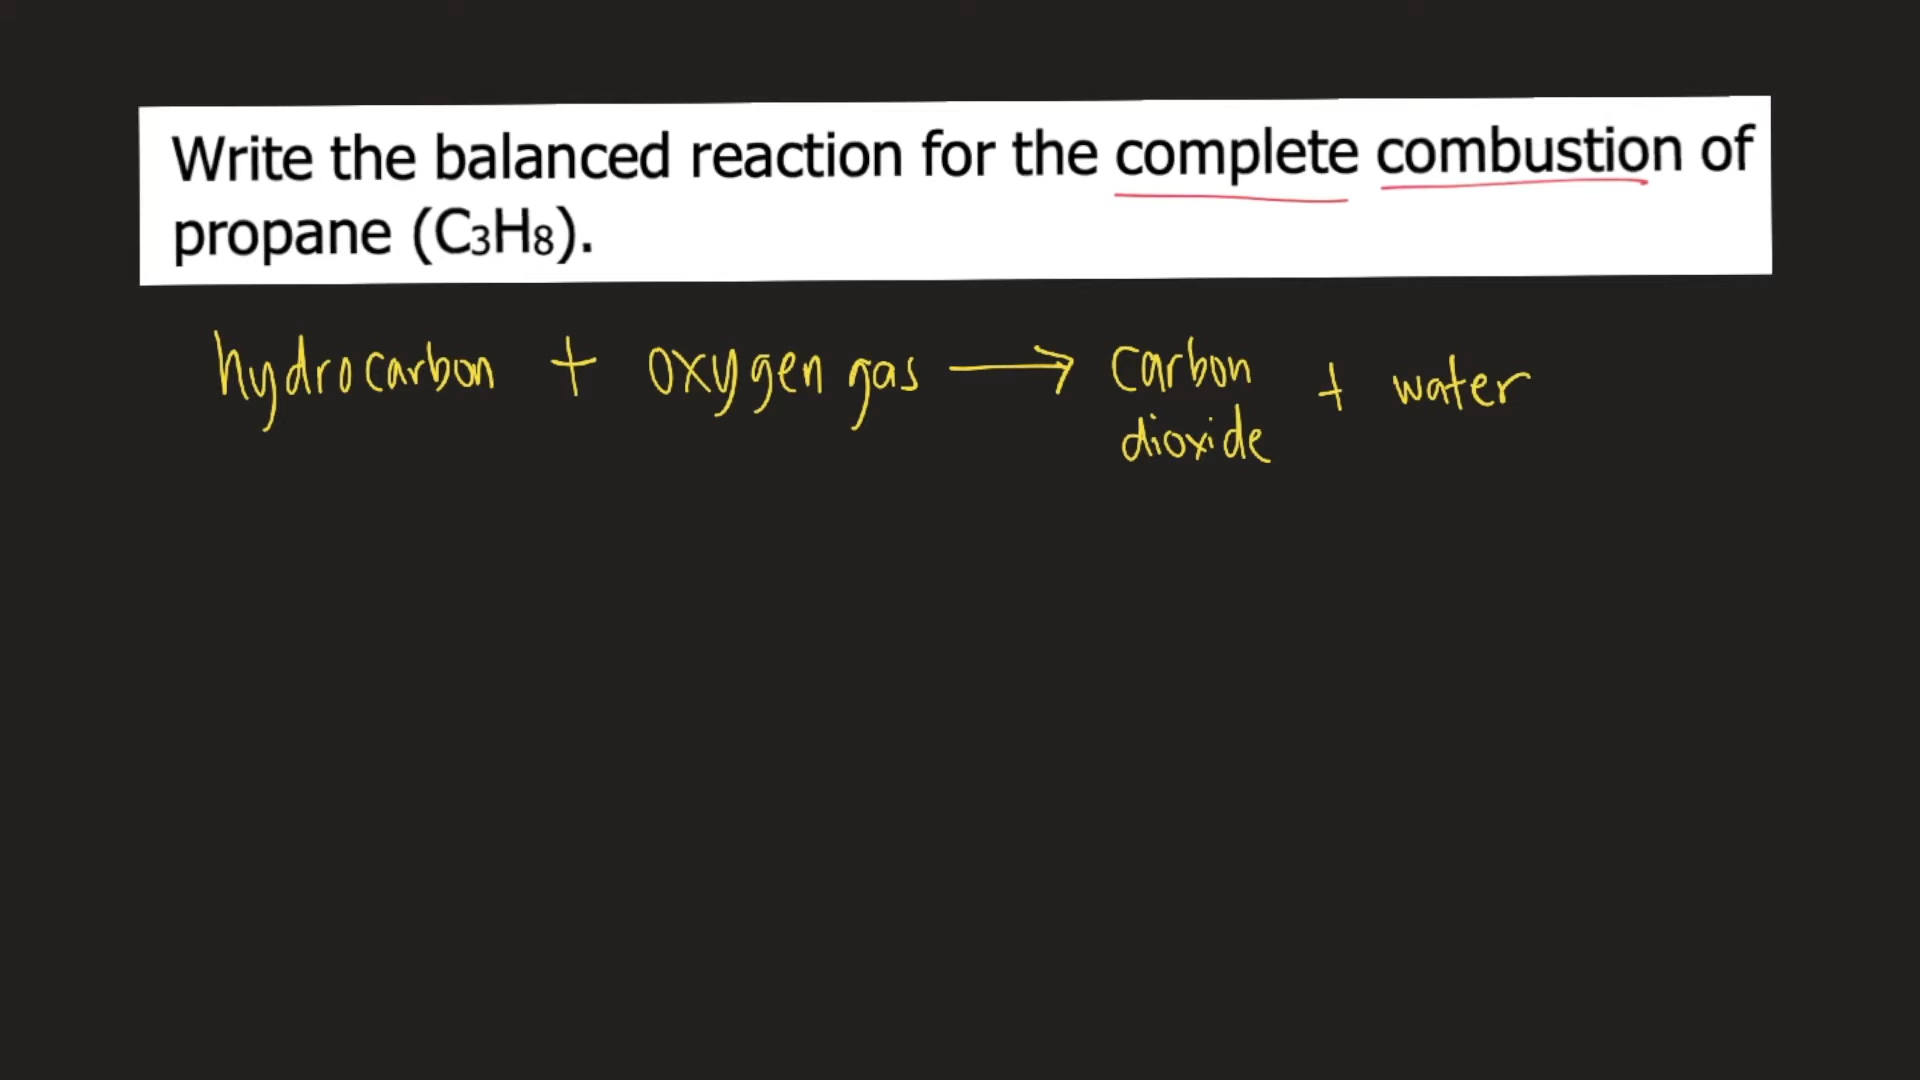 Write the balanced reaction for the complete combustion of
propane (C₃H₈).
hydrocarbon + oxygen gas → carbon dioxide + water